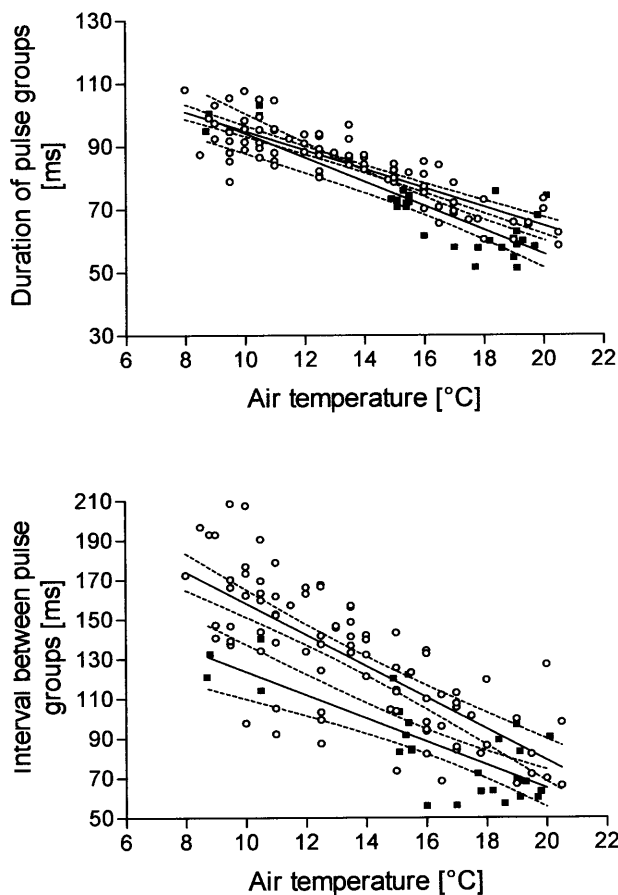 Duration of pulse groups
[ms]
130
110
90
70
50
30
6 8 10 12 14 16 18 20 22
Air temperature [°C]
Interval between pulse
groups [ms]
210
190
170
150
130
110
90
70
50
6 8 10 12 14 16 18 20 22
Air temperature [°C]